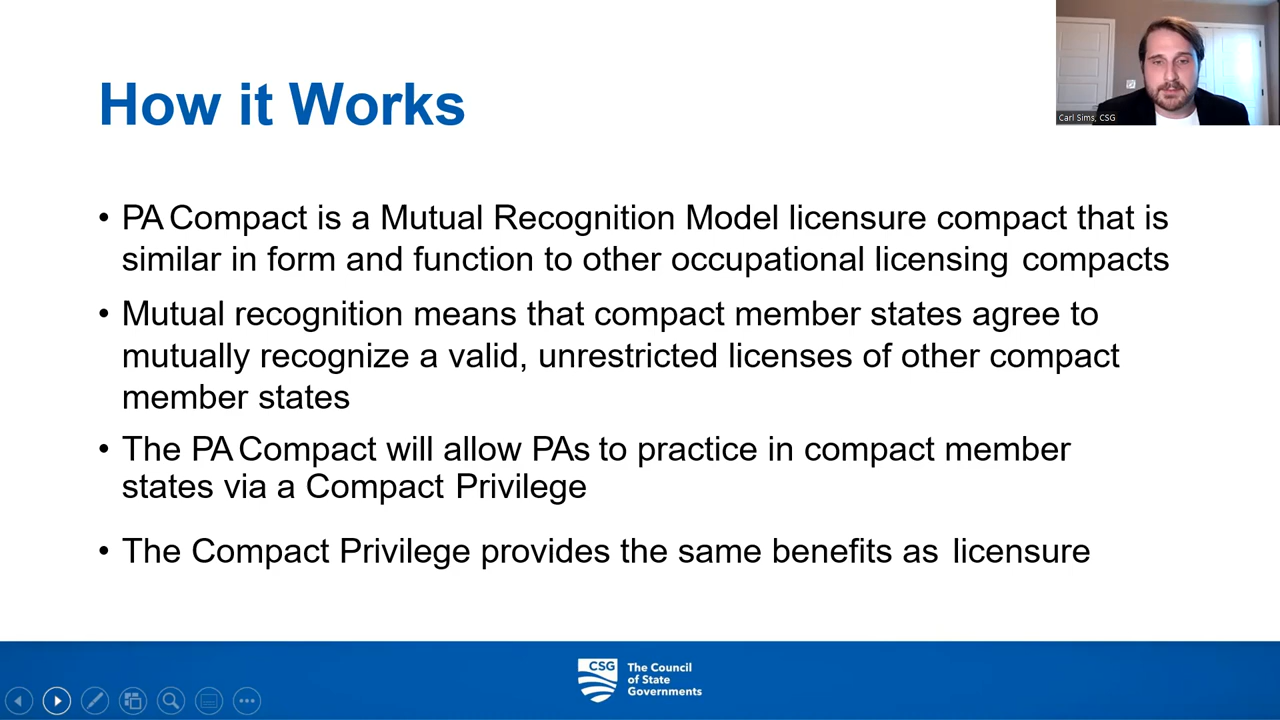 How it Works
Carl Sims, CSG
• PA Compact is a Mutual Recognition Model licensure compact that is
similar in form and function to other occupational licensing compacts
• Mutual recognition means that compact member states agree to
mutually recognize a valid, unrestricted licenses of other compact
member states
• The PA Compact will allow PAs to practice in compact member
states via a Compact Privilege
• The Compact Privilege provides the same benefits as licensure
CSG
The Council
of State
Governments